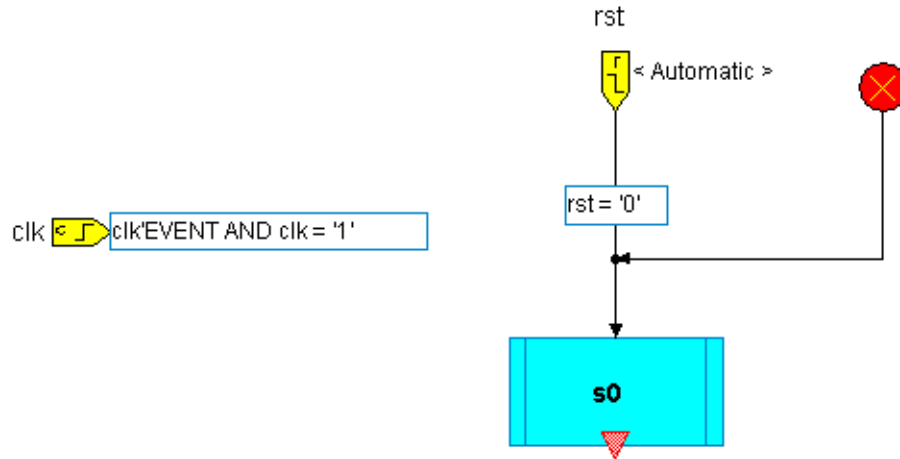 rst
< Automatic >
rst = '0'
clk
clk'EVENT AND clk = '1'
s0